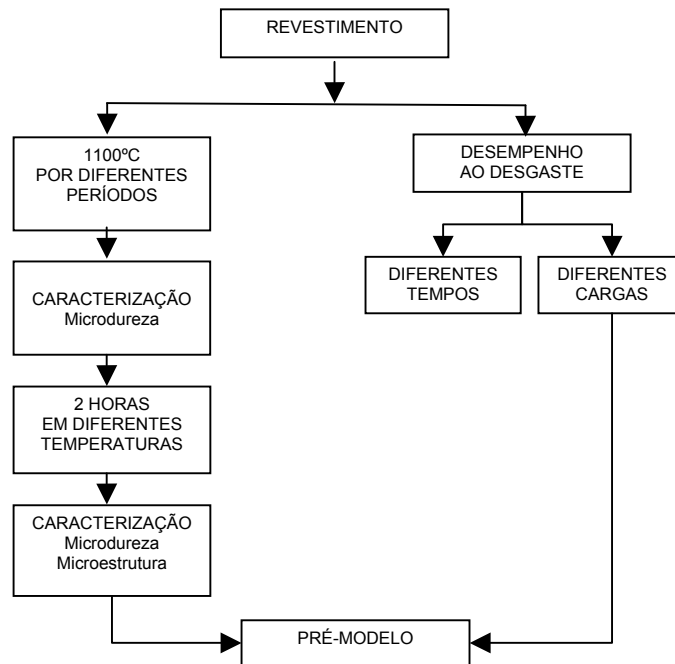 REVESTIMENTO
1100ºC
POR DIFERENTES
PERÍODOS
DESEMPENHO
AO DESGASTE
DIFERENTES
TEMPOS
DIFERENTES
CARGAS
CARACTERIZAÇÃO
Microdureza
2 HORAS
EM DIFERENTES
TEMPERATURAS
CARACTERIZAÇÃO
Microdureza
Microestrutura
PRÉ-MODELO